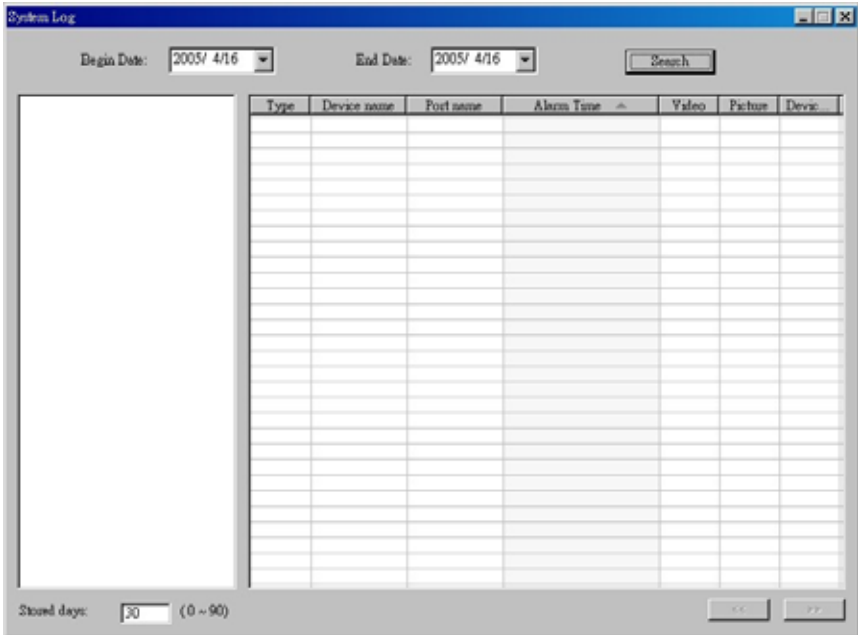 System Log
Begin Date: 2005/ 4/16 End Date: 2005/ 4/16 Search
Type Device name Port name Alarm Time Video Picture Devic...
Stored days: 30 (0 ~ 90) << >>